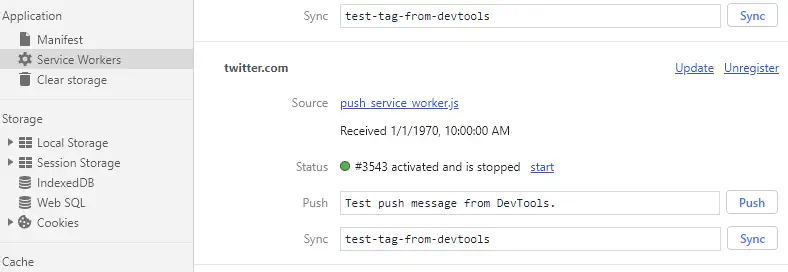 Application
Manifest
Service Workers
Clear storage
Storage
Local Storage
Session Storage
IndexedDB
Web SQL
Cookies
Cache
Sync test-tag-from-devtools Sync
twitter.com Update Unregister
Source push_service_worker.js
Received 1/1/1970, 10:00:00 AM
Status #3543 activated and is stopped start
Push Test push message from DevTools. Push
Sync test-tag-from-devtools Sync